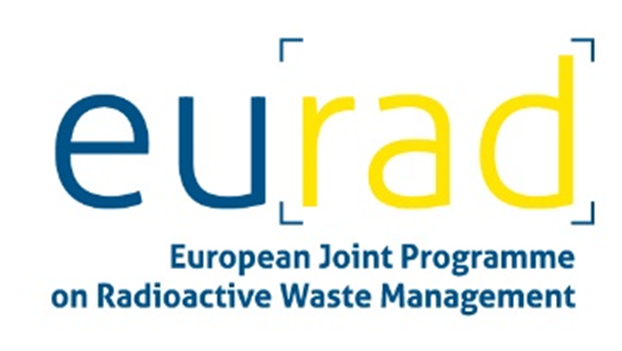 eurad
European Joint Programme
on Radioactive Waste Management